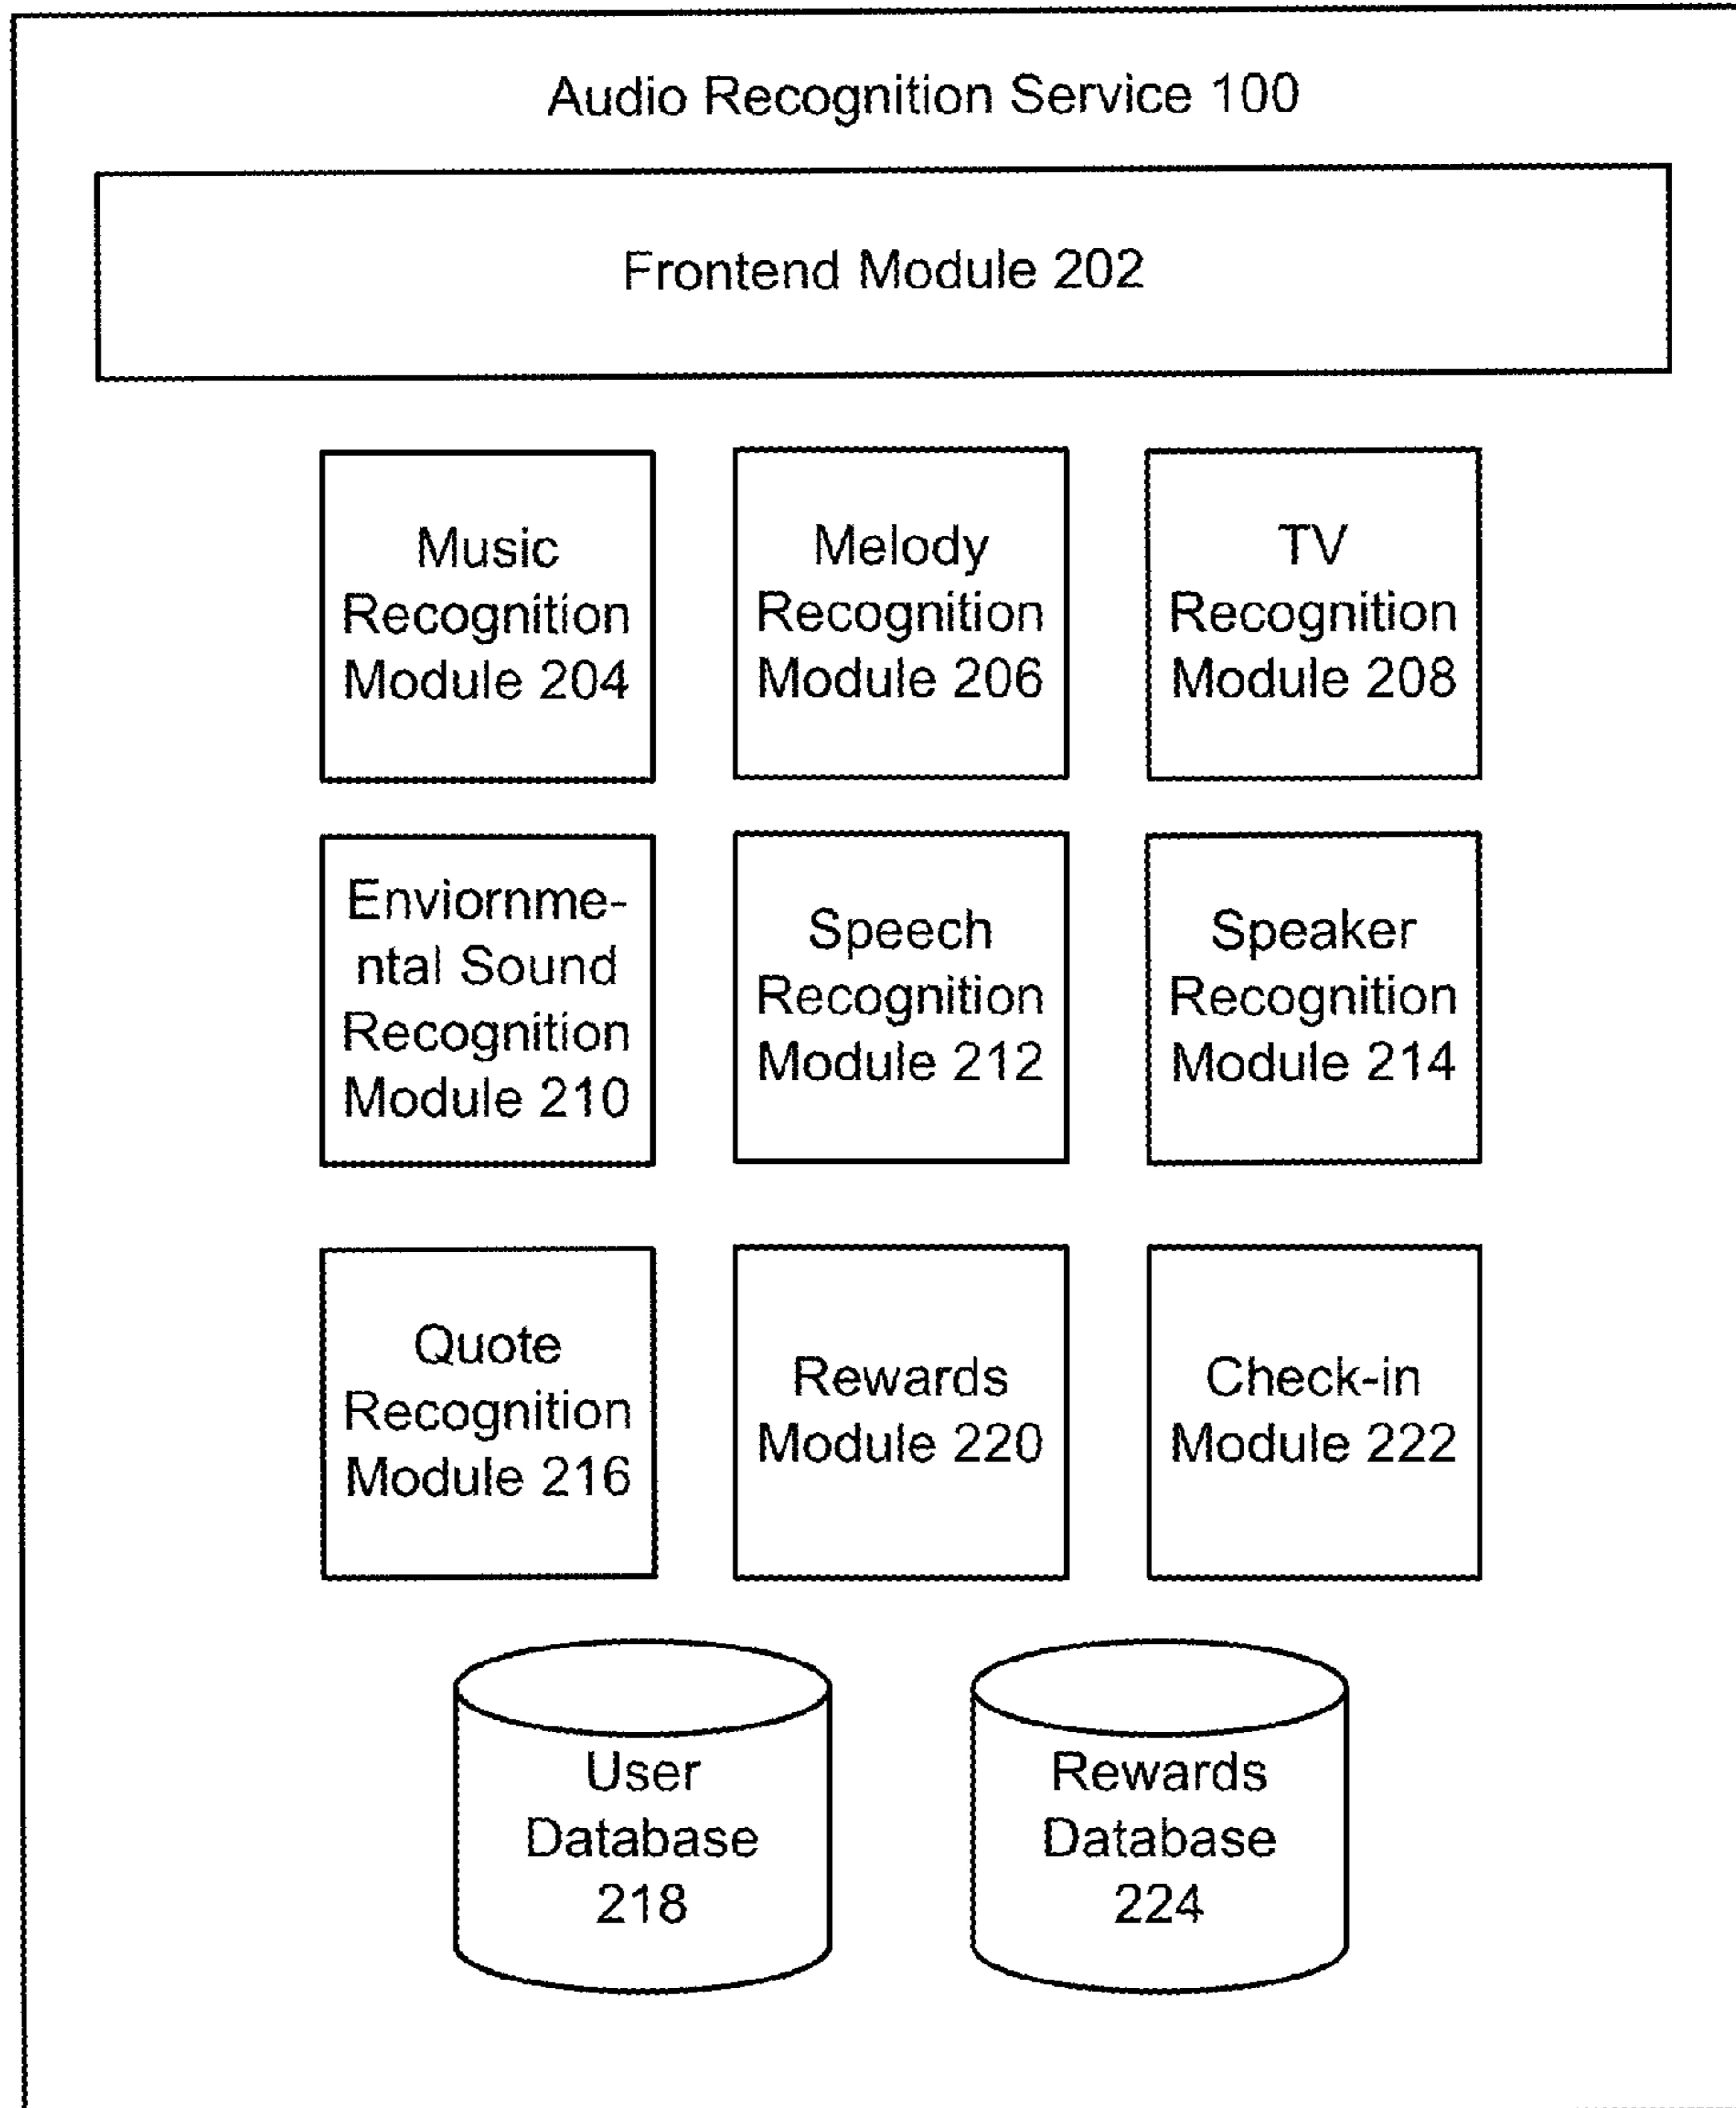 Audio Recognition Service 100
Frontend Module 202
Music
Recognition
Module 204
Melody
Recognition
Module 206
TV
Recognition
Module 208
Enviornme-
ntal Sound
Recognition
Module 210
Speech
Recognition
Module 212
Speaker
Recognition
Module 214
Quote
Recognition
Module 216
Rewards
Module 220
Check-in
Module 222
User
Database
218
Rewards
Database
224